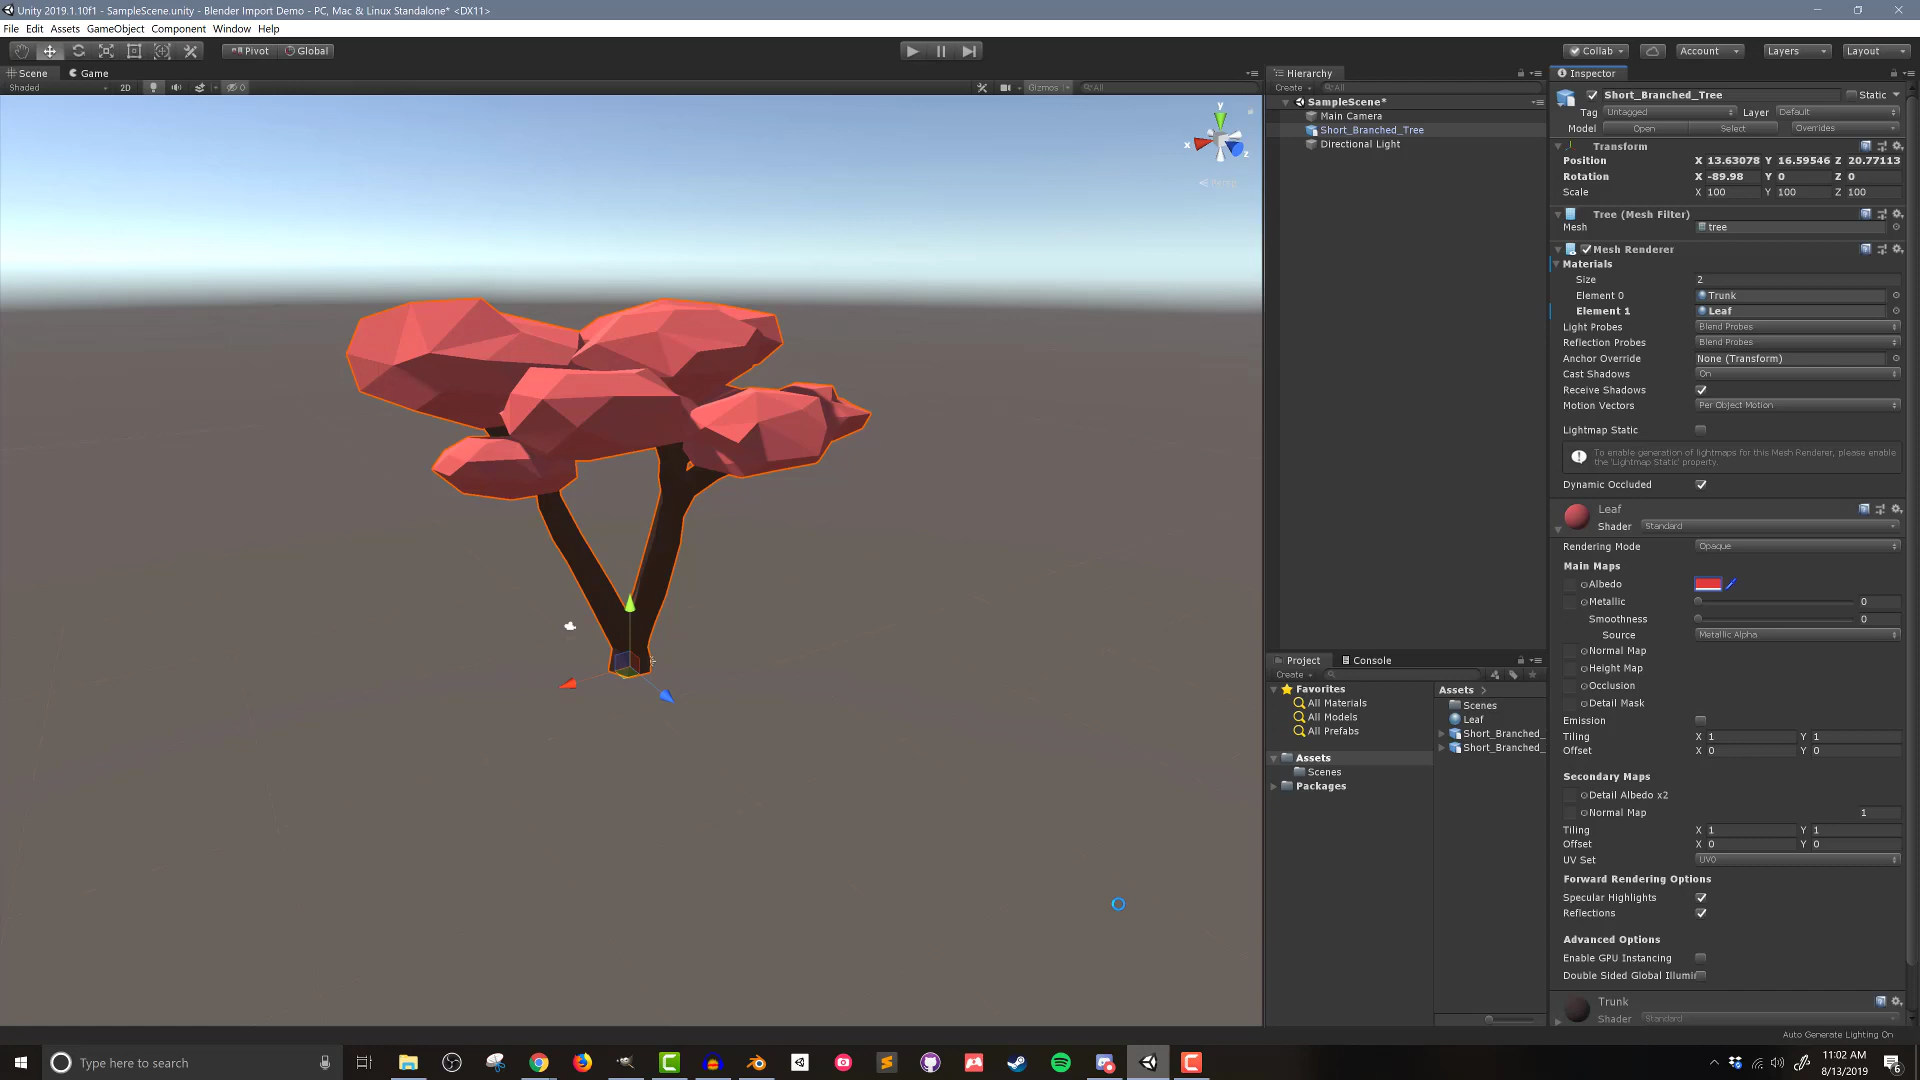 Unity 2019.1.10f1 - SampleScene.unity - Blender Import Demo - PC, Mac & Linux Standalone* <DX11>
File Edit Assets GameObject Component Window Help
Pivot Global Collab Account Layers Layout
Scene Game
Shaded 2D 0 Gizmos All
y
x
z
Persp
Hierarchy
Create All
SampleScene*
Main Camera
Short_Branched_Tree
Directional Light
Project Console
Create
Favorites
All Materials
All Models
All Prefabs
Assets
Scenes
Packages
Assets
Scenes
Leaf
Short_Branched_
Short_Branched_
Inspector
Short_Branched_Tree Static
Tag Untagged Layer Default
Model Open Select Overrides
Transform
Position X 13.63078 Y 16.59546 Z 20.77113
Rotation X -89.98 Y 0 Z 0
Scale X 100 Y 100 Z 100
Tree (Mesh Filter)
Mesh tree
Mesh Renderer
Materials
Size 2
Element 0 Trunk
Element 1 Leaf
Light Probes Blend Probes
Reflection Probes Blend Probes
Anchor Override None (Transform)
Cast Shadows On
Receive Shadows
Motion Vectors Per Object Motion
Lightmap Static
To enable generation of lightmaps for this Mesh Renderer, please enable
the 'Lightmap Static' property.
Dynamic Occluded
Leaf
Shader Standard
Rendering Mode Opaque
Main Maps
Albedo
Metallic 0
Smoothness 0
Source Metallic Alpha
Normal Map
Height Map
Occlusion
Detail Mask
Emission
Tiling X 1 Y 1
Offset X 0 Y 0
Secondary Maps
Detail Albedo x2
Normal Map 1
Tiling X 1 Y 1
Offset X 0 Y 0
UV Set UV0
Forward Rendering Options
Specular Highlights
Reflections
Advanced Options
Enable GPU Instancing
Double Sided Global Illumi
Trunk
Shader Standard
Auto Generate Lighting On
Type here to search
11:02 AM
8/13/2019
6